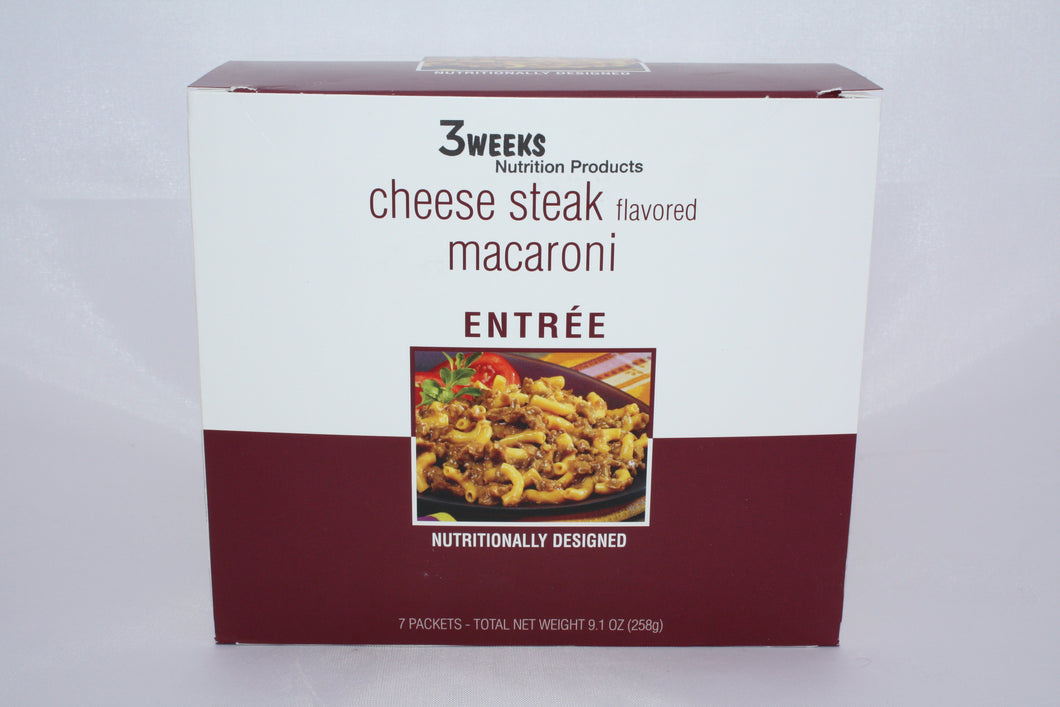 NUTRITIONALLY DESIGNED
3WEEKS
Nutrition Products
cheese steak flavored
macaroni
ENTRÉE
NUTRITIONALLY DESIGNED
7 PACKETS - TOTAL NET WEIGHT 9.1 OZ (258g)